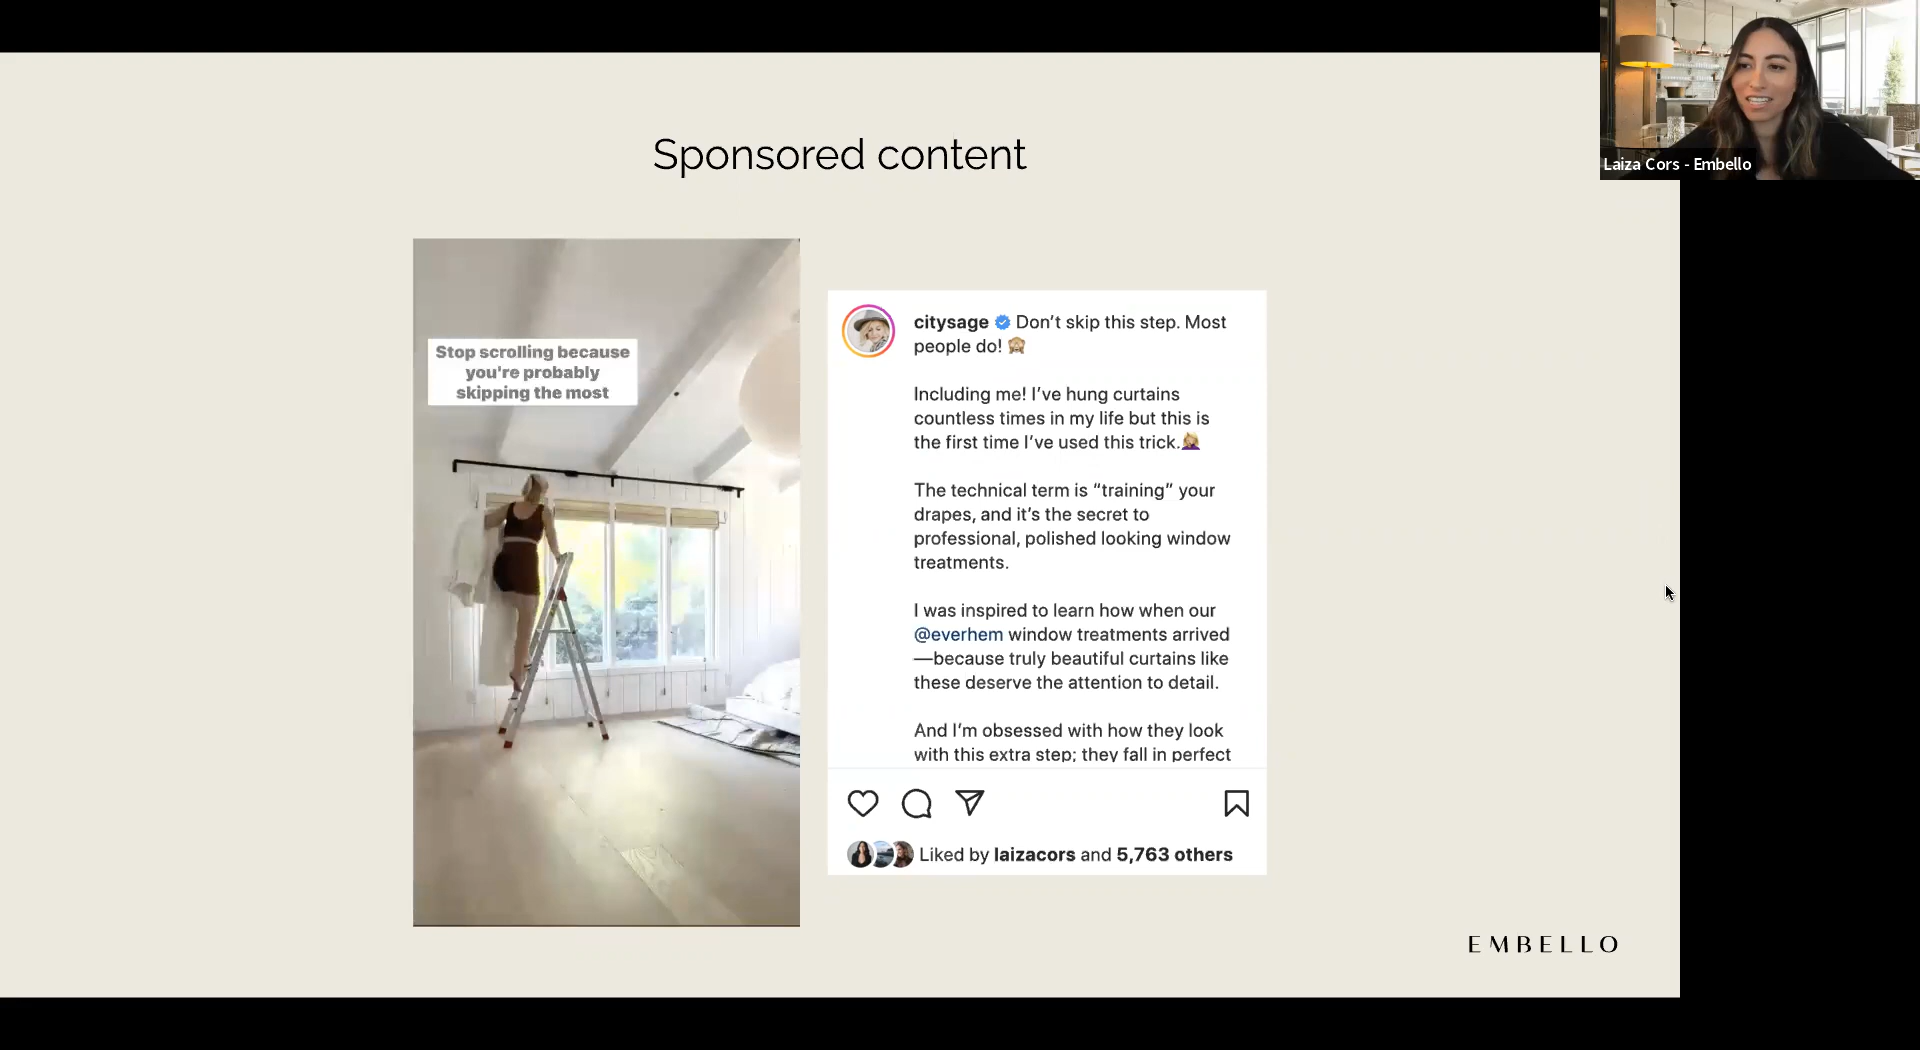 Laiza Cors - Embello
Sponsored content
Stop scrolling because
you're probably
skipping the most
citysage Don’t skip this step. Most
people do! 🙈
Including me! I’ve hung curtains
countless times in my life but this is
the first time I’ve used this trick.🤦🏼‍♀️
The technical term is “training” your
drapes, and it’s the secret to
professional, polished looking window
treatments.
I was inspired to learn how when our
@everhem window treatments arrived
—because truly beautiful curtains like
these deserve the attention to detail.
And I’m obsessed with how they look
with this extra step; they fall in perfect
Liked by laizacors and 5,763 others
EMBELLO